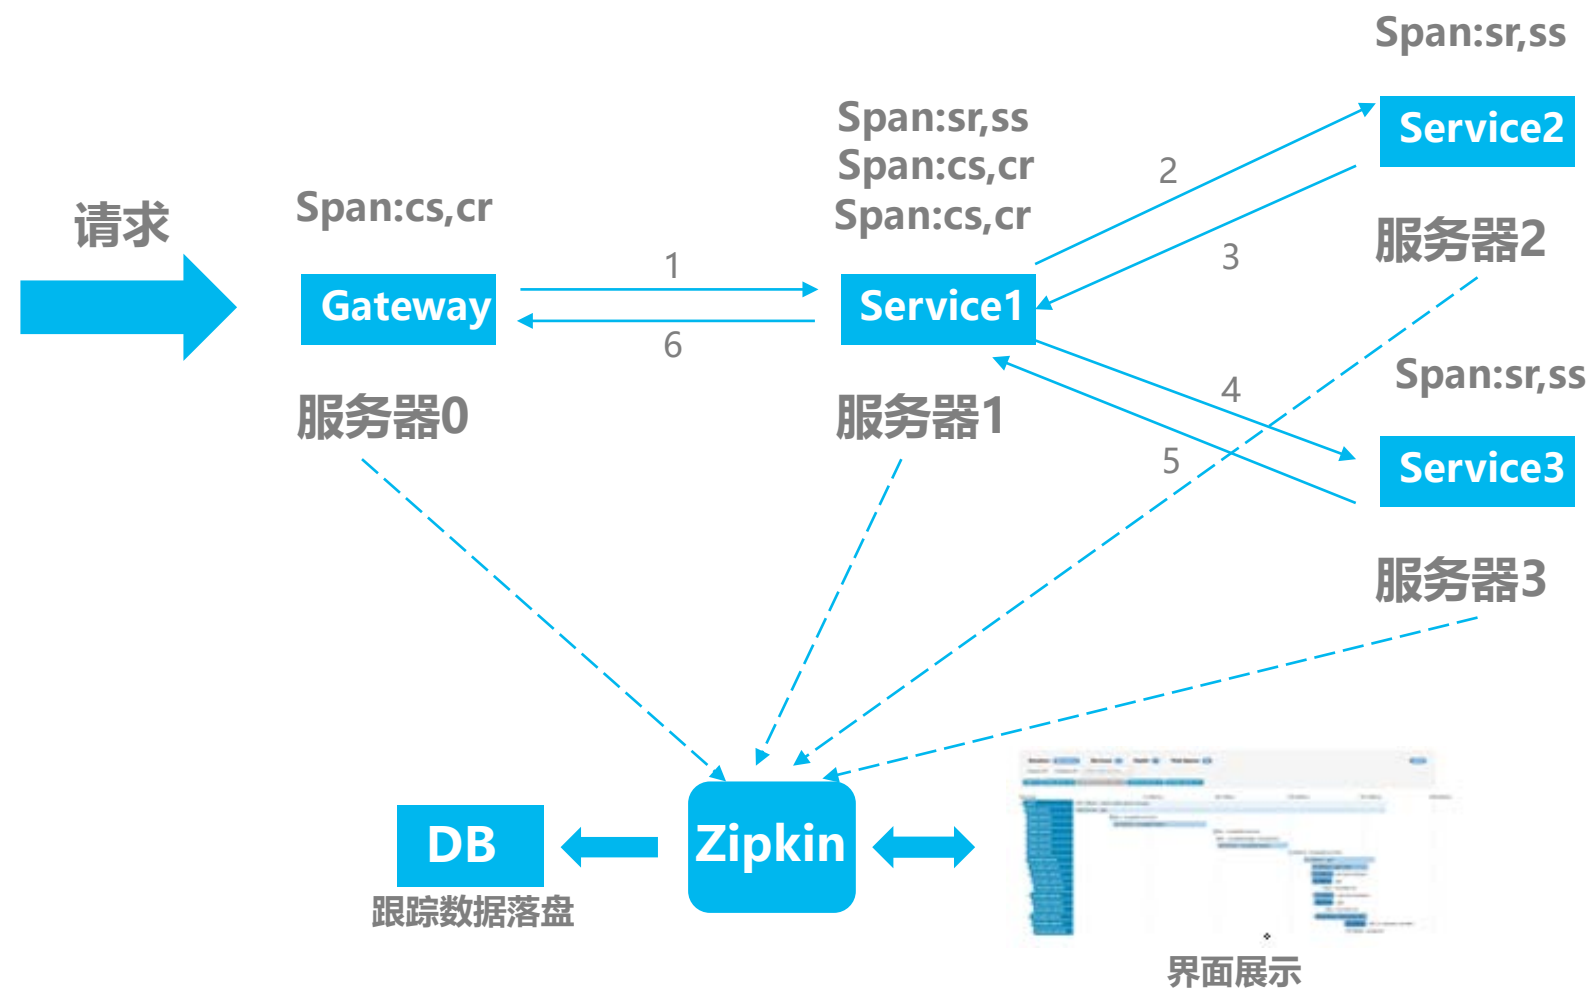 Span:sr,ss
Service2
服务器2
Span:sr,ss
Span:cs,cr
Span:cs,cr
Service1
服务器1
Span:cs,cr
Gateway
服务器0
请求
1
6
2
3
4
5
Span:sr,ss
Service3
服务器3
DB
跟踪数据落盘
Zipkin
界面展示